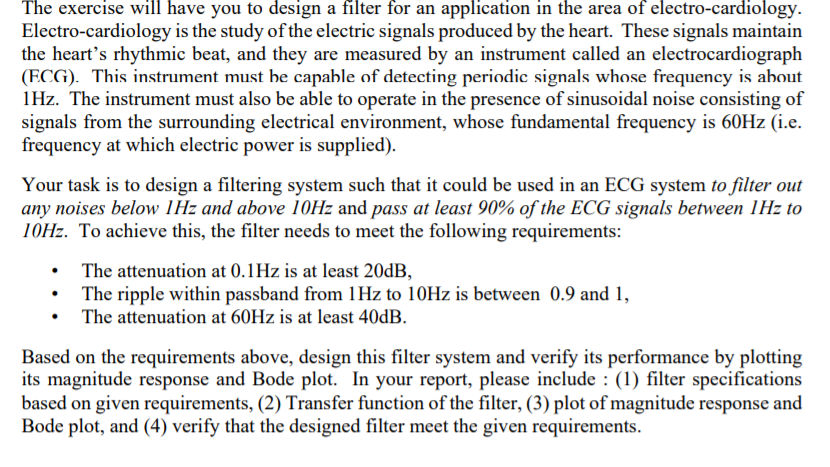 The exercise will have you to design a filter for an application in the area of electro-cardiology.
Electro-cardiology is the study of the electric signals produced by the heart. These signals maintain
the heart's rhythmic beat, and they are measured by an instrument called an electrocardiograph
(ECG). This instrument must be capable of detecting periodic signals whose frequency is about
1Hz. The instrument must also be able to operate in the presence of sinusoidal noise consisting of
signals from the surrounding electrical environment, whose fundamental frequency is 60Hz (i.e.
frequency at which electric power is supplied).
Your task is to design a filtering system such that it could be used in an ECG system to filter out
any noises below 1Hz and above 10Hz and pass at least 90% of the ECG signals between 1Hz to
10Hz. To achieve this, the filter needs to meet the following requirements:
• The attenuation at 0.1Hz is at least 20dB,
• The ripple within passband from 1Hz to 10Hz is between 0.9 and 1,
• The attenuation at 60Hz is at least 40dB.
Based on the requirements above, design this filter system and verify its performance by plotting
its magnitude response and Bode plot. In your report, please include : (1) filter specifications
based on given requirements, (2) Transfer function of the filter, (3) plot of magnitude response and
Bode plot, and (4) verify that the designed filter meet the given requirements.